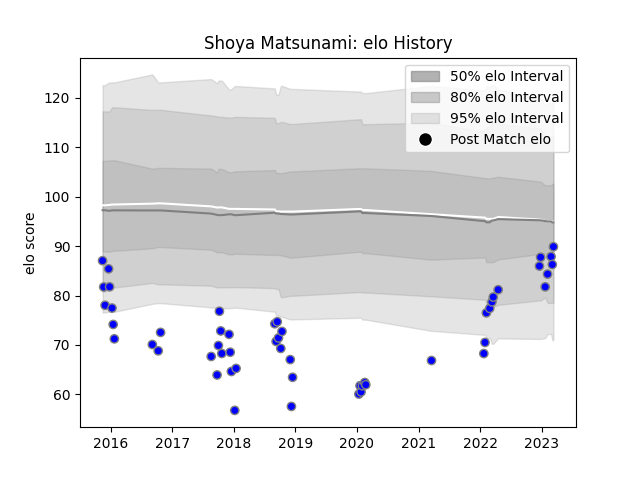 Shoya Matsunami: elo History
50% elo Interval
80% elo Interval
95% elo Interval
Post Match elo
elo score
120
110
100
90
80
70
60
2016 2017 2018 2019 2020 2021 2022 2023